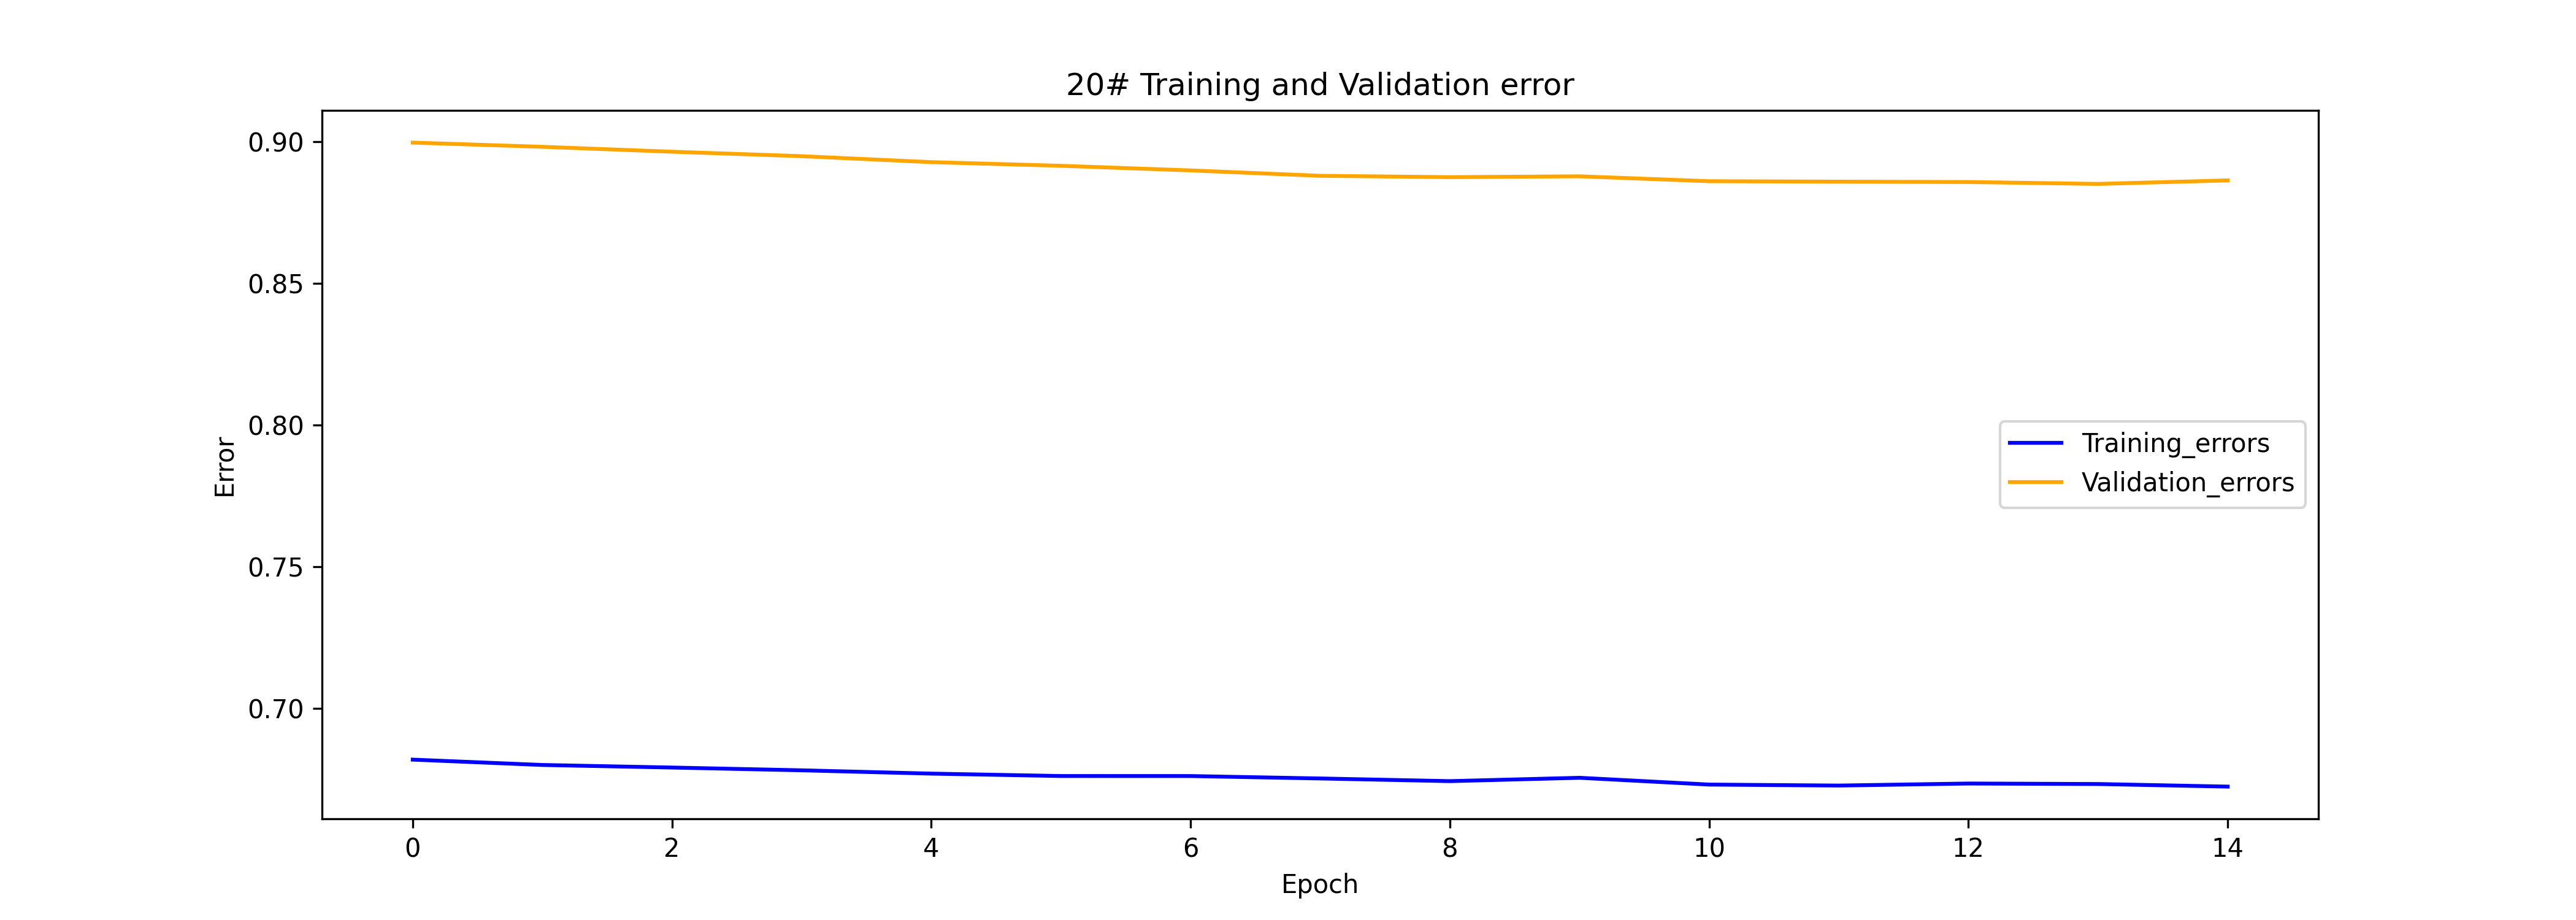 20# Training and Validation error
0.90
0.85
0.80
0.75
0.70
Error
Training_errors
Validation_errors
0 2 4 6 8 10 12 14
Epoch